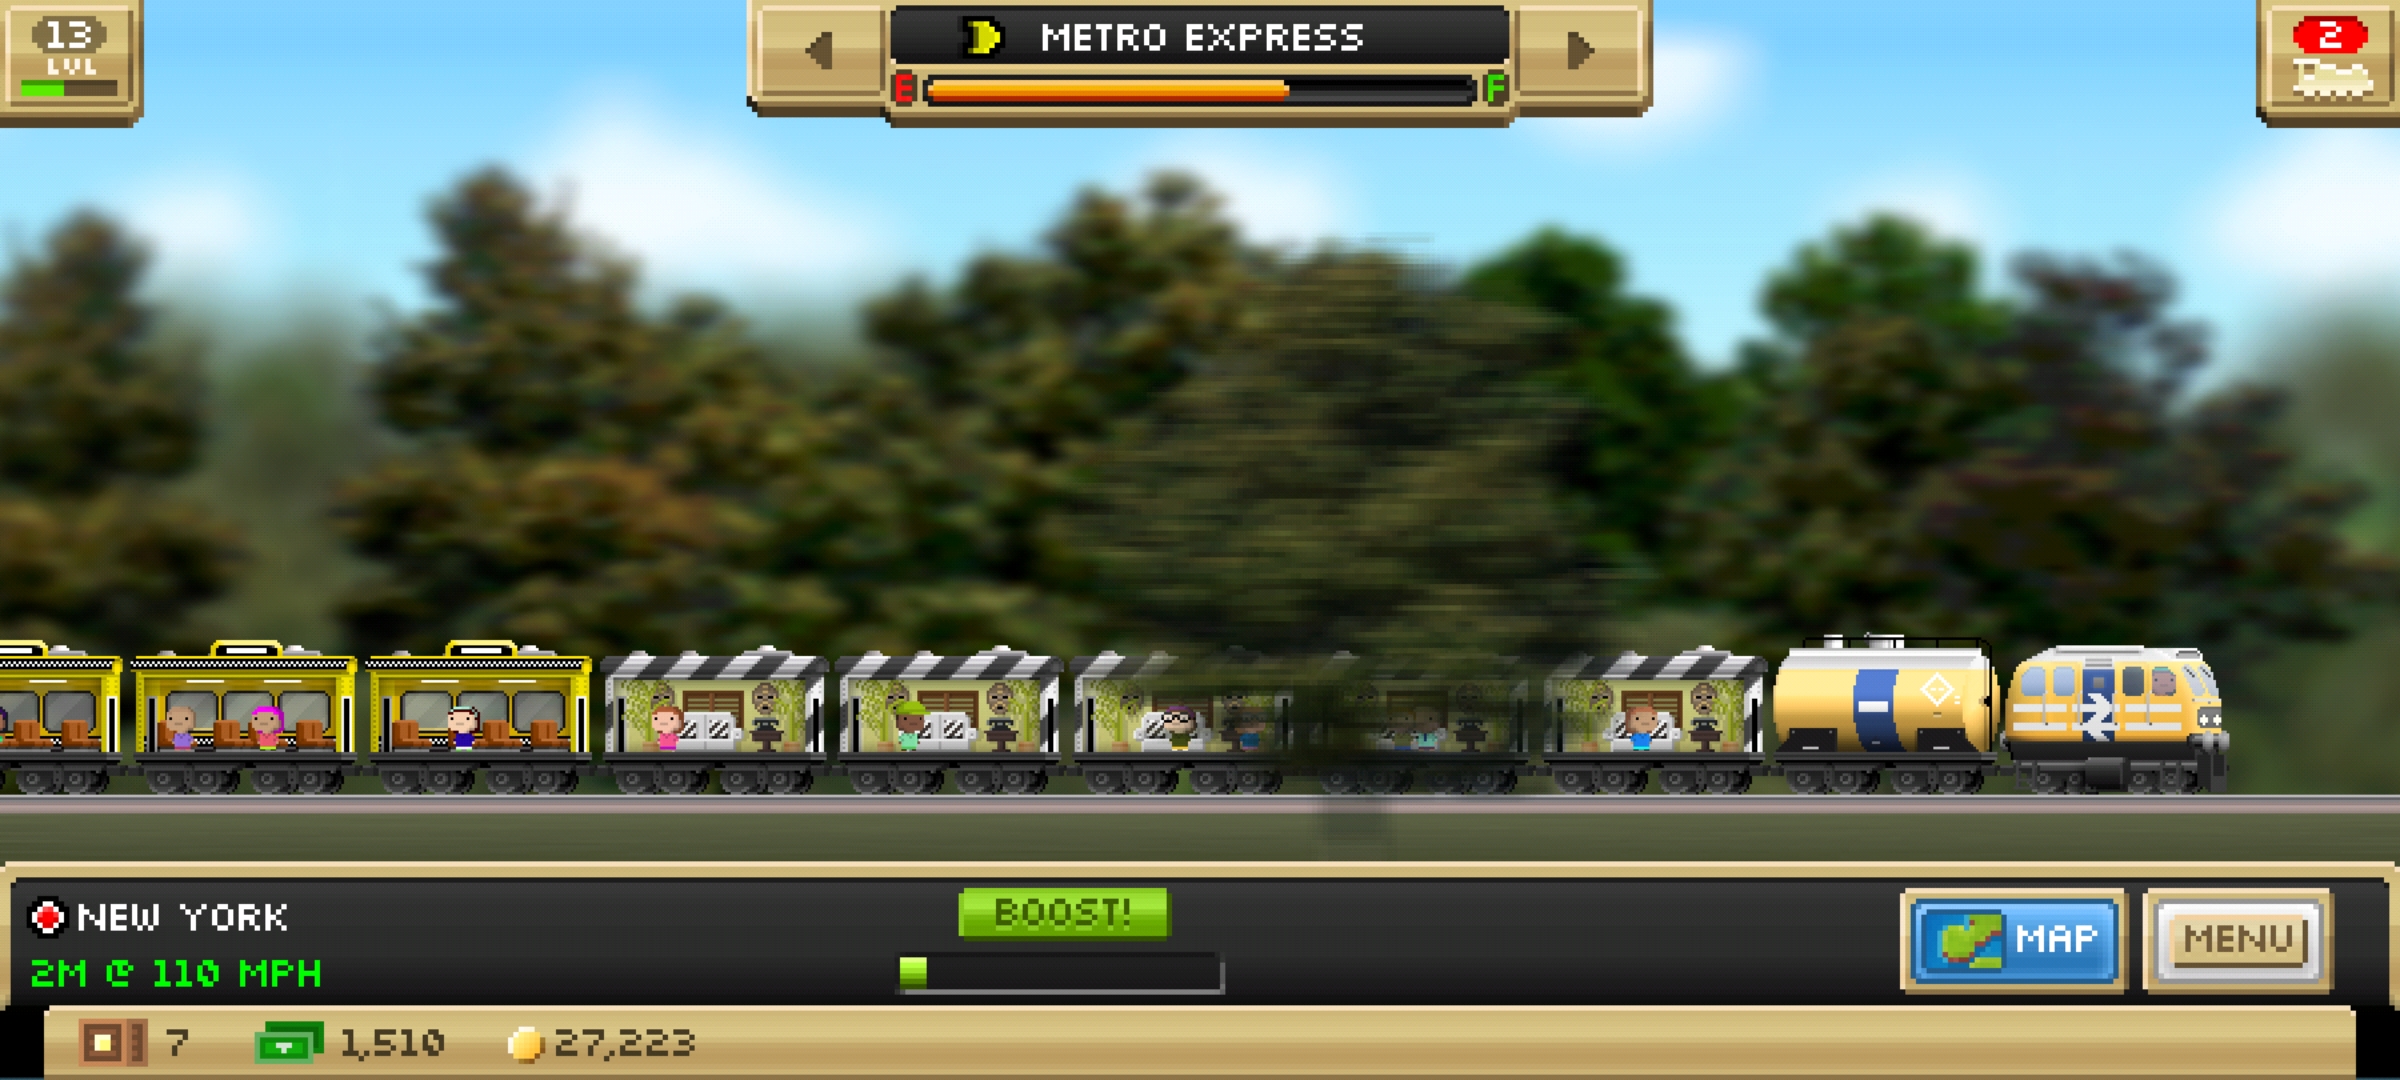 13
LVL
METRO EXPRESS
E F
2
NEW YORK
2M @ 110 MPH
BOOST!
MAP
MENU
7
1,510
27,223